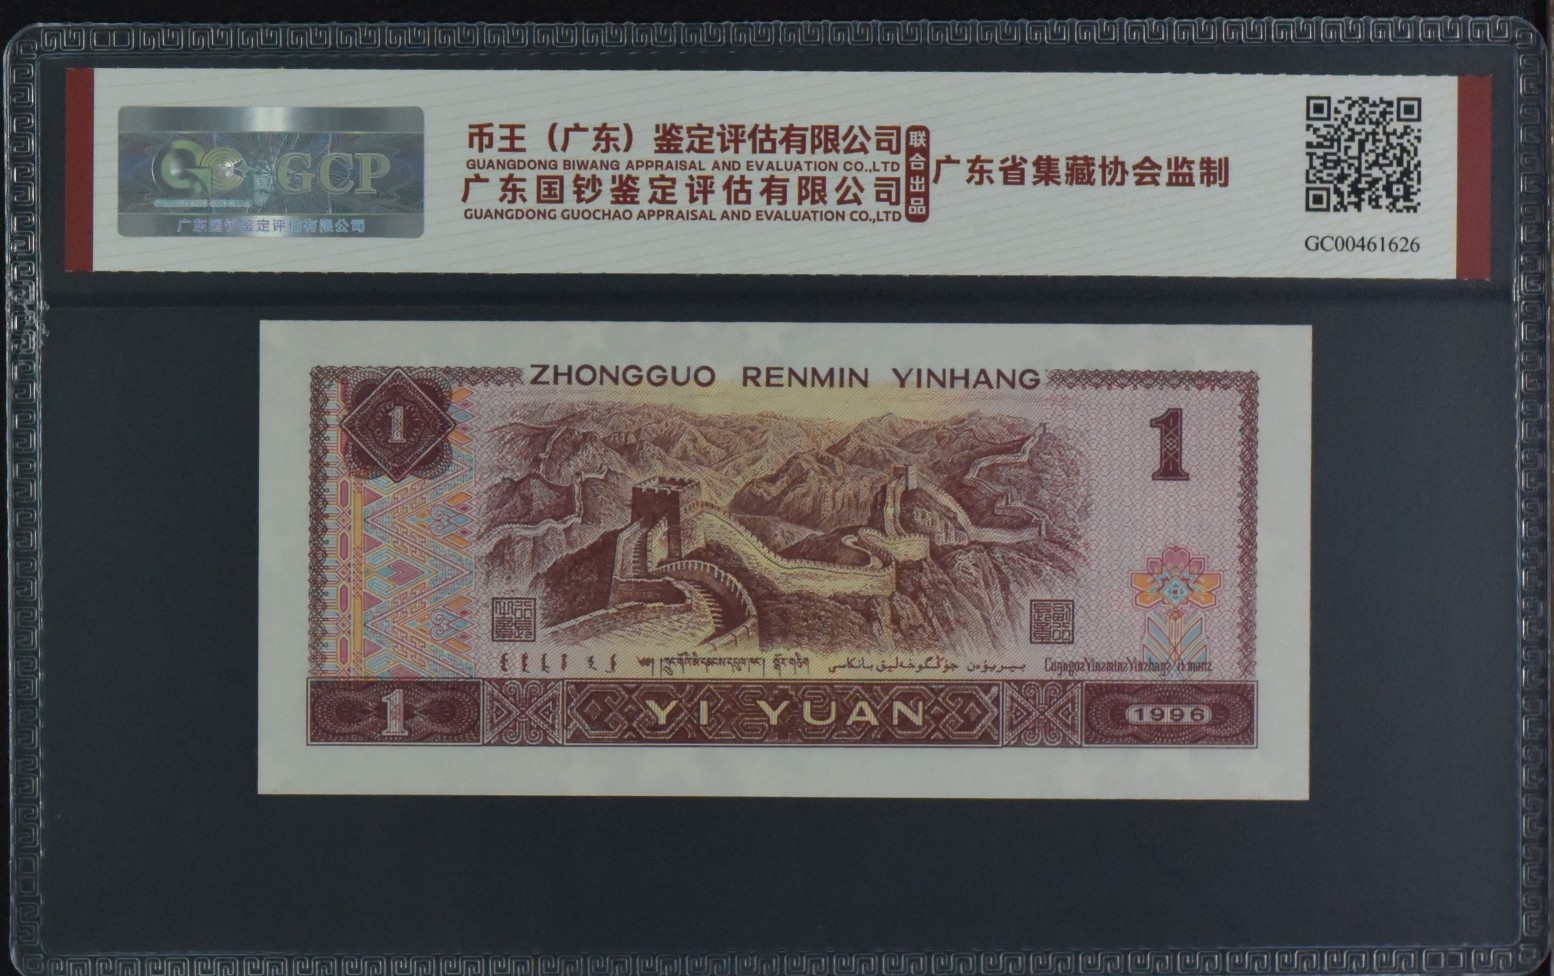 GCP
广东国钞鉴定评估有限公司
币王（广东）鉴定评估有限公司
GUANGDONG BIWANG APPRAISAL AND EVALUATION CO.,LTD
广东国钞鉴定评估有限公司
GUANGDONG GUOCHAO APPRAISAL AND EVALUATION CO.,LTD
联合出品
广东省集藏协会监制
GC00461626
ZHONGGUO RENMIN YINHANG
1
1
CunghgozYinzminzYinzhangz it maenz
1
YI YUAN
1996